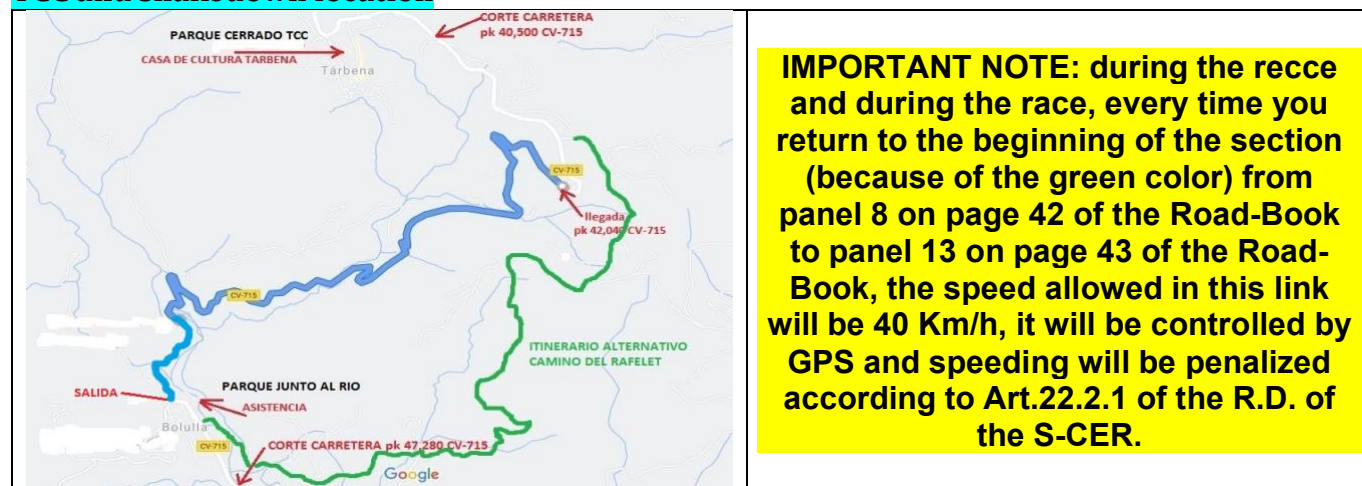 CORTE CARRETERA
pk 40,500 CV-715
PARQUE CERRADO TCC
CASA DE CULTURA TARBENA
Tárbena
CV-715
llegada
pk 42,040 CV-715
CV-715
ITINERARIO ALTERNATIVO
CAMINO DEL RAFELET
PARQUE JUNTO AL RIO
SALIDA
ASISTENCIA
Bolulla
CV-715
CORTE CARRETERA pk 47,280 CV-715
Google
IMPORTANT NOTE: during the recce
and during the race, every time you
return to the beginning of the section
(because of the green color) from
panel 8 on page 42 of the Road-Book
to panel 13 on page 43 of the Road-
Book, the speed allowed in this link
will be 40 Km/h, it will be controlled by
GPS and speeding will be penalized
according to Art.22.2.1 of the R.D. of
the S-CER.